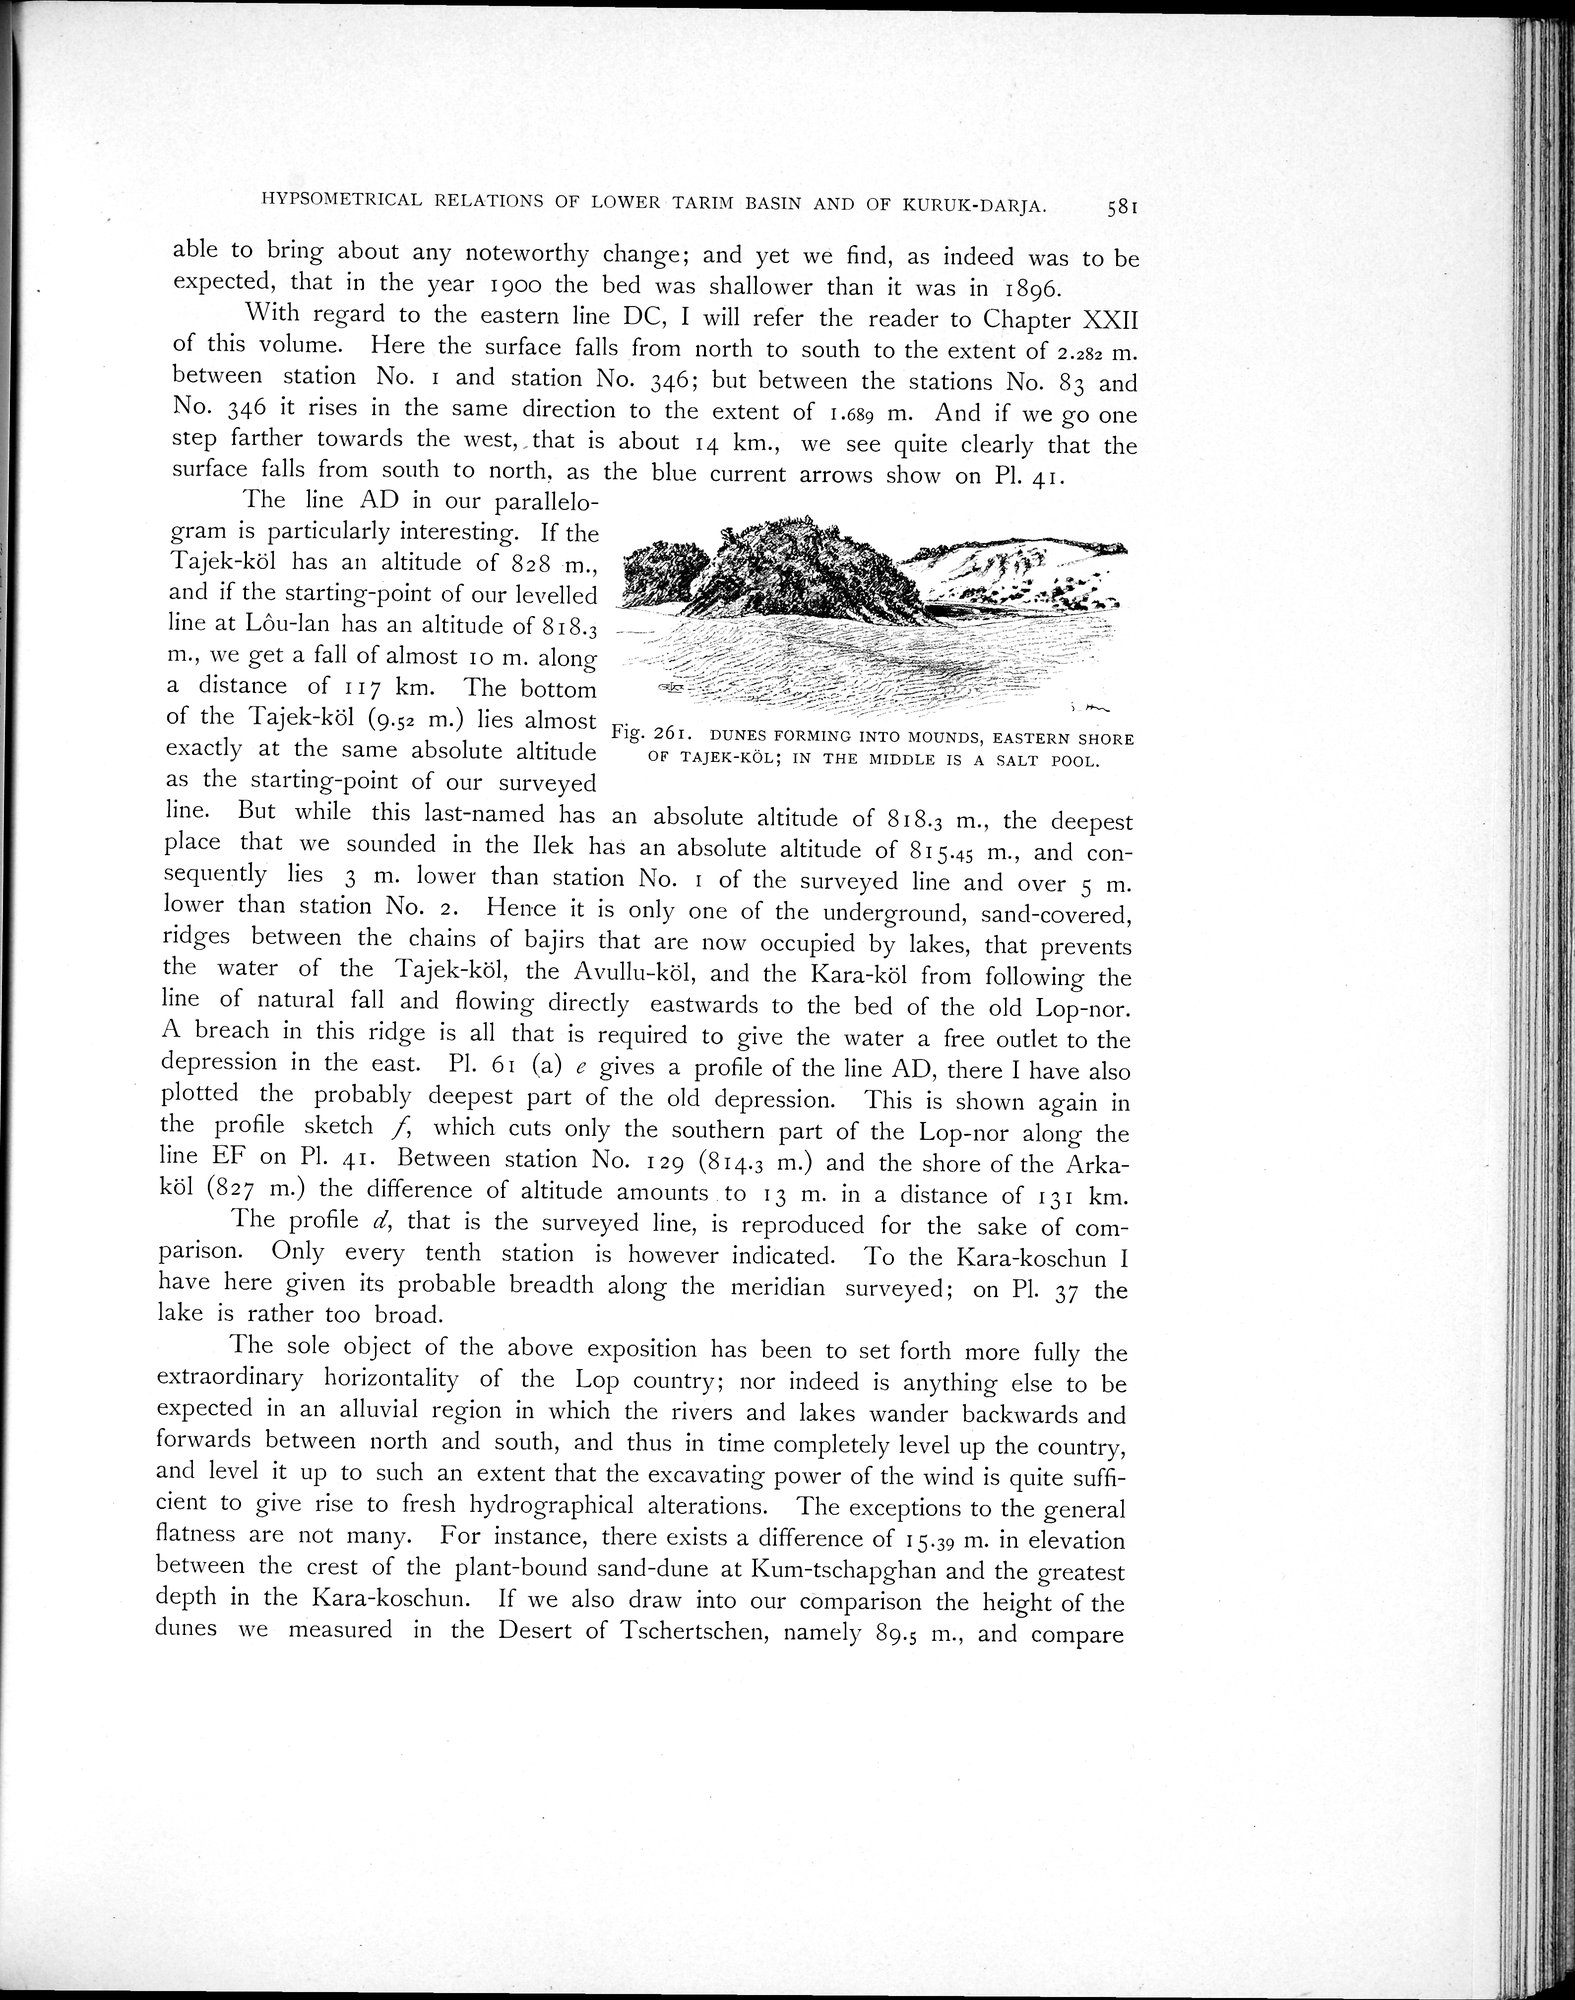 HYPSOMETRICAL RELATIONS OF LOWER TARIM BASIN AND OF KURUK-DARJA. 581
able to bring about any noteworthy change; and yet we find, as indeed was to be
expected, that in the year 1900 the bed was shallower than it was in 1896.
With regard to the eastern line DC, I will refer the reader to Chapter XXII
of this volume. Here the surface falls from north to south to the extent of 2.282 m.
between station No. 1 and station No. 346; but between the stations No. 83 and
No. 346 it rises in the same direction to the extent of 1.689 m. And if we go one
step farther towards the west, that is about 14 km., we see quite clearly that the
surface falls from south to north, as the blue current arrows show on Pl. 41.
The line AD in our parallelo-
gram is particularly interesting. If the
Tajek-köl has an altitude of 828 m.,
and if the starting-point of our levelled
line at Lôu-lan has an altitude of 818.3
m., we get a fall of almost 10 m. along
a distance of 117 km. The bottom
of the Tajek-köl (9.52 m.) lies almost
exactly at the same absolute altitude
as the starting-point of our surveyed
Fig. 261. DUNES FORMING INTO MOUNDS, EASTERN SHORE
OF TAJEK-KÖL; IN THE MIDDLE IS A SALT POOL.
line. But while this last-named has an absolute altitude of 818.3 m., the deepest
place that we sounded in the Ilek has an absolute altitude of 815.45 m., and con-
sequently lies 3 m. lower than station No. 1 of the surveyed line and over 5 m.
lower than station No. 2. Hence it is only one of the underground, sand-covered,
ridges between the chains of bajirs that are now occupied by lakes, that prevents
the water of the Tajek-köl, the Avullu-köl, and the Kara-köl from following the
line of natural fall and flowing directly eastwards to the bed of the old Lop-nor.
A breach in this ridge is all that is required to give the water a free outlet to the
depression in the east. Pl. 61 (a) e gives a profile of the line AD, there I have also
plotted the probably deepest part of the old depression. This is shown again in
the profile sketch f, which cuts only the southern part of the Lop-nor along the
line EF on Pl. 41. Between station No. 129 (814.3 m.) and the shore of the Arka-
köl (827 m.) the difference of altitude amounts to 13 m. in a distance of 131 km.
The profile d, that is the surveyed line, is reproduced for the sake of com-
parison. Only every tenth station is however indicated. To the Kara-koschun I
have here given its probable breadth along the meridian surveyed; on Pl. 37 the
lake is rather too broad.
The sole object of the above exposition has been to set forth more fully the
extraordinary horizontality of the Lop country; nor indeed is anything else to be
expected in an alluvial region in which the rivers and lakes wander backwards and
forwards between north and south, and thus in time completely level up the country,
and level it up to such an extent that the excavating power of the wind is quite suffi-
cient to give rise to fresh hydrographical alterations. The exceptions to the general
flatness are not many. For instance, there exists a difference of 15.39 m. in elevation
between the crest of the plant-bound sand-dune at Kum-tschapghan and the greatest
depth in the Kara-koschun. If we also draw into our comparison the height of the
dunes we measured in the Desert of Tschertschen, namely 89.5 m., and compare